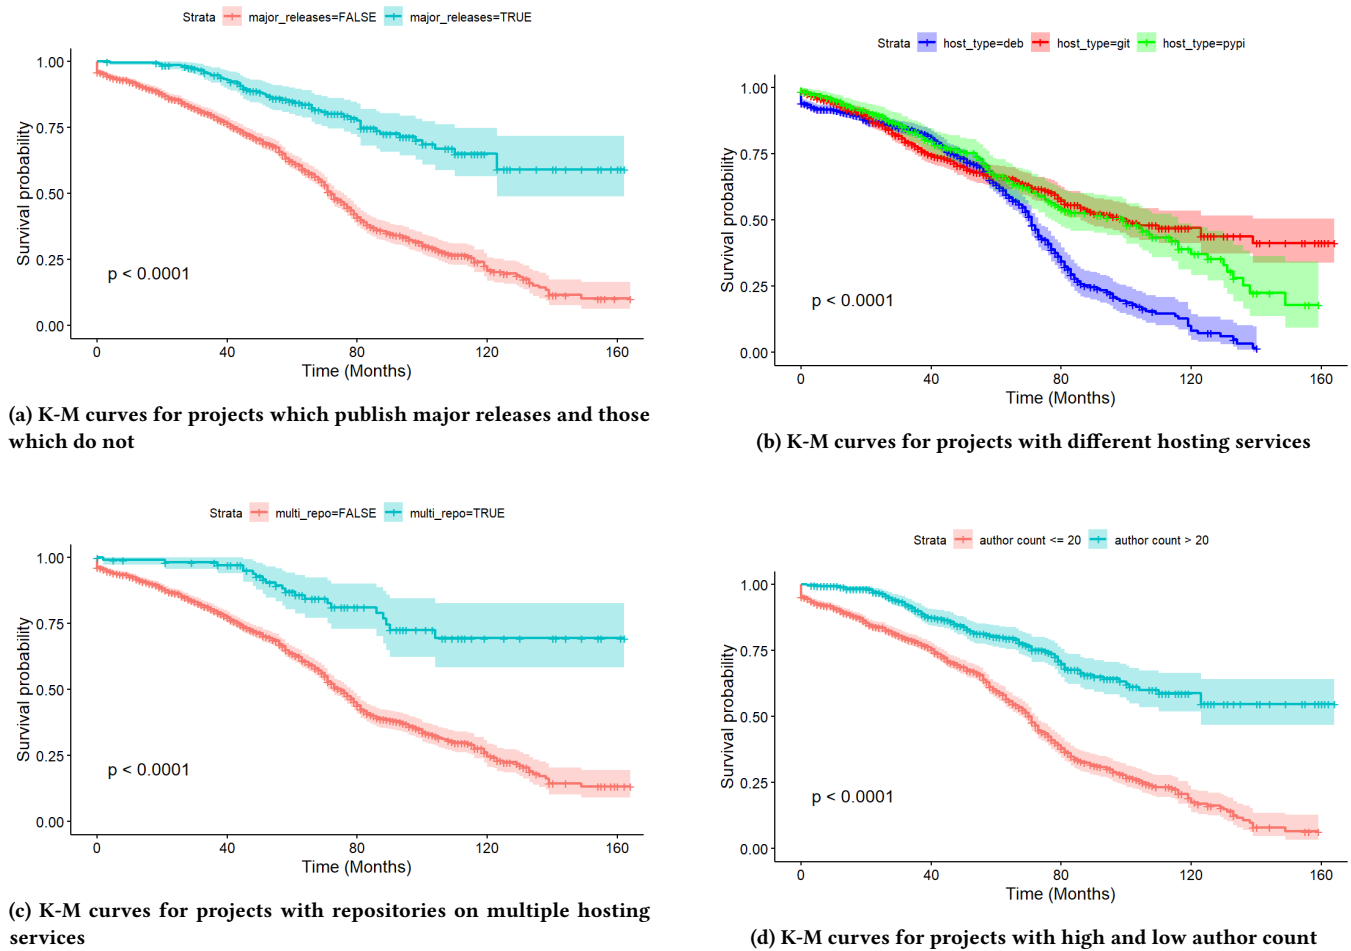 Strata major_releases=FALSE major_releases=TRUE
1.00
0.75
0.50
0.25
0.00
Survival probability
p < 0.0001
0 40 80 120 160
Time (Months)
(a) K-M curves for projects which publish major releases and those
which do not
Strata host_type=deb host_type=git host_type=pypi
1.00
0.75
0.50
0.25
0.00
Survival probability
p < 0.0001
0 40 80 120 160
Time (Months)
(b) K-M curves for projects with different hosting services
Strata multi_repo=FALSE multi_repo=TRUE
1.00
0.75
0.50
0.25
0.00
Survival probability
p < 0.0001
0 40 80 120 160
Time (Months)
(c) K-M curves for projects with repositories on multiple hosting
services
Strata author count <= 20 author count > 20
1.00
0.75
0.50
0.25
0.00
Survival probability
p < 0.0001
0 40 80 120 160
Time (Months)
(d) K-M curves for projects with high and low author count